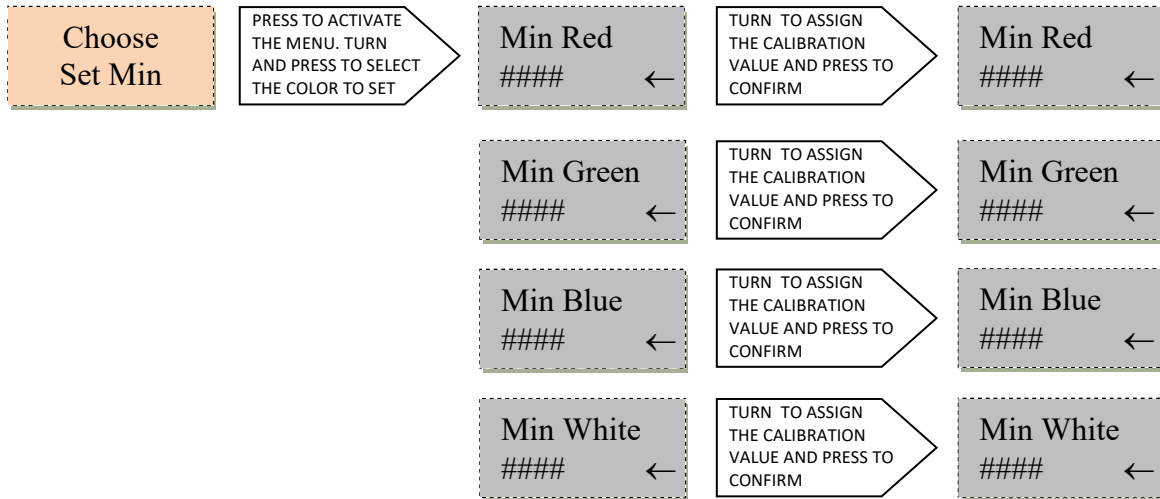 Choose
Set Min
PRESS TO ACTIVATE
THE MENU. TURN
AND PRESS TO SELECT
THE COLOR TO SET
Min Red
#### ←
TURN TO ASSIGN
THE CALIBRATION
VALUE AND PRESS TO
CONFIRM
Min Red
#### ←
Min Green
#### ←
TURN TO ASSIGN
THE CALIBRATION
VALUE AND PRESS TO
CONFIRM
Min Green
#### ←
Min Blue
#### ←
TURN TO ASSIGN
THE CALIBRATION
VALUE AND PRESS TO
CONFIRM
Min Blue
#### ←
Min White
#### ←
TURN TO ASSIGN
THE CALIBRATION
VALUE AND PRESS TO
CONFIRM
Min White
#### ←